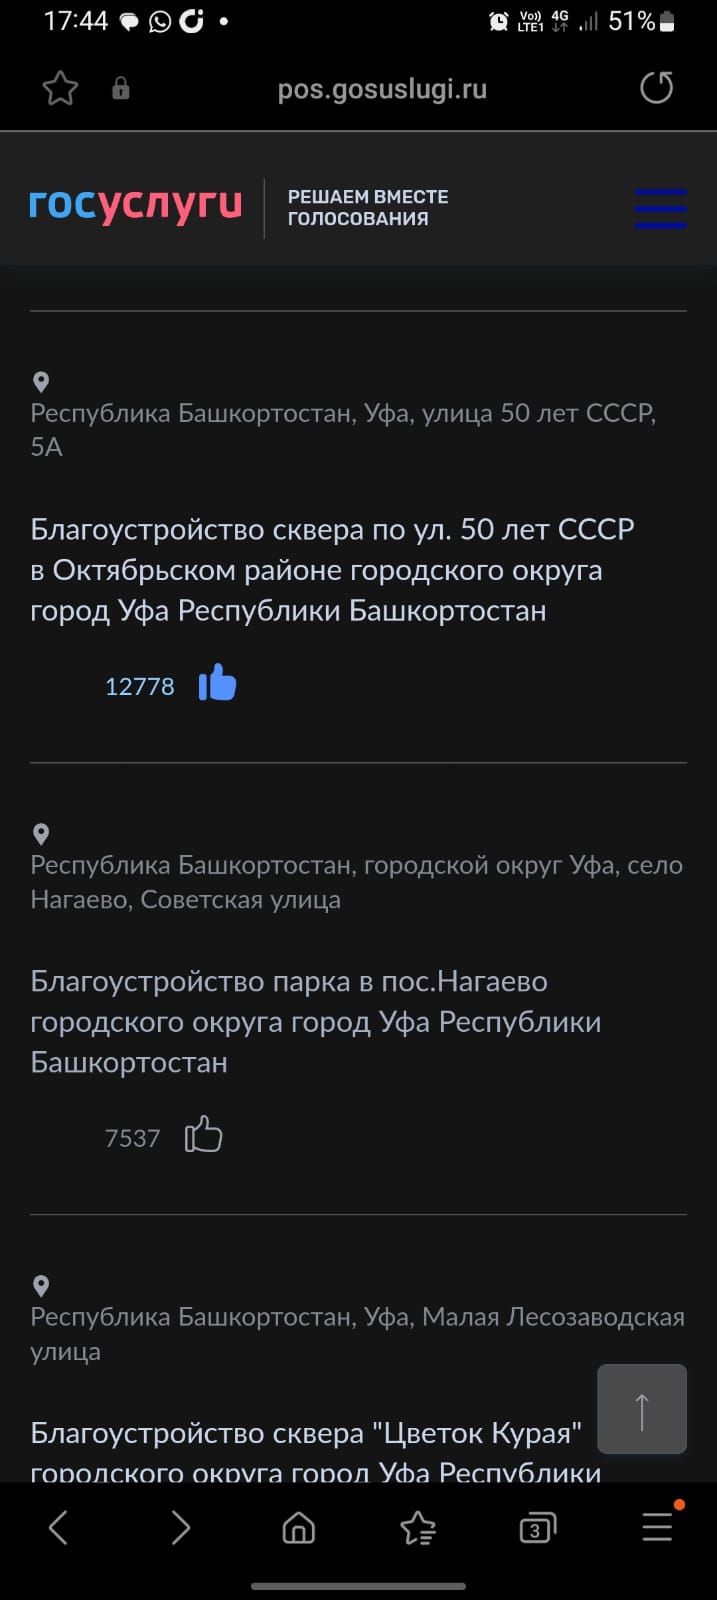 17:44
Vo)) 4G
LTE1
51%
pos.gosuslugi.ru
госуслуги
РЕШАЕМ ВМЕСТЕ
ГОЛОСОВАНИЯ
Республика Башкортостан, Уфа, улица 50 лет СССР,
5А
Благоустройство сквера по ул. 50 лет СССР
в Октябрьском районе городского округа
город Уфа Республики Башкортостан
12778
Республика Башкортостан, городской округ Уфа, село
Нагаево, Советская улица
Благоустройство парка в пос.Нагаево
городского округа город Уфа Республики
Башкортостан
7537
Республика Башкортостан, Уфа, Малая Лесозаводская
улица
Благоустройство сквера "Цветок Курая"
городского округа город Уфа Республики
3